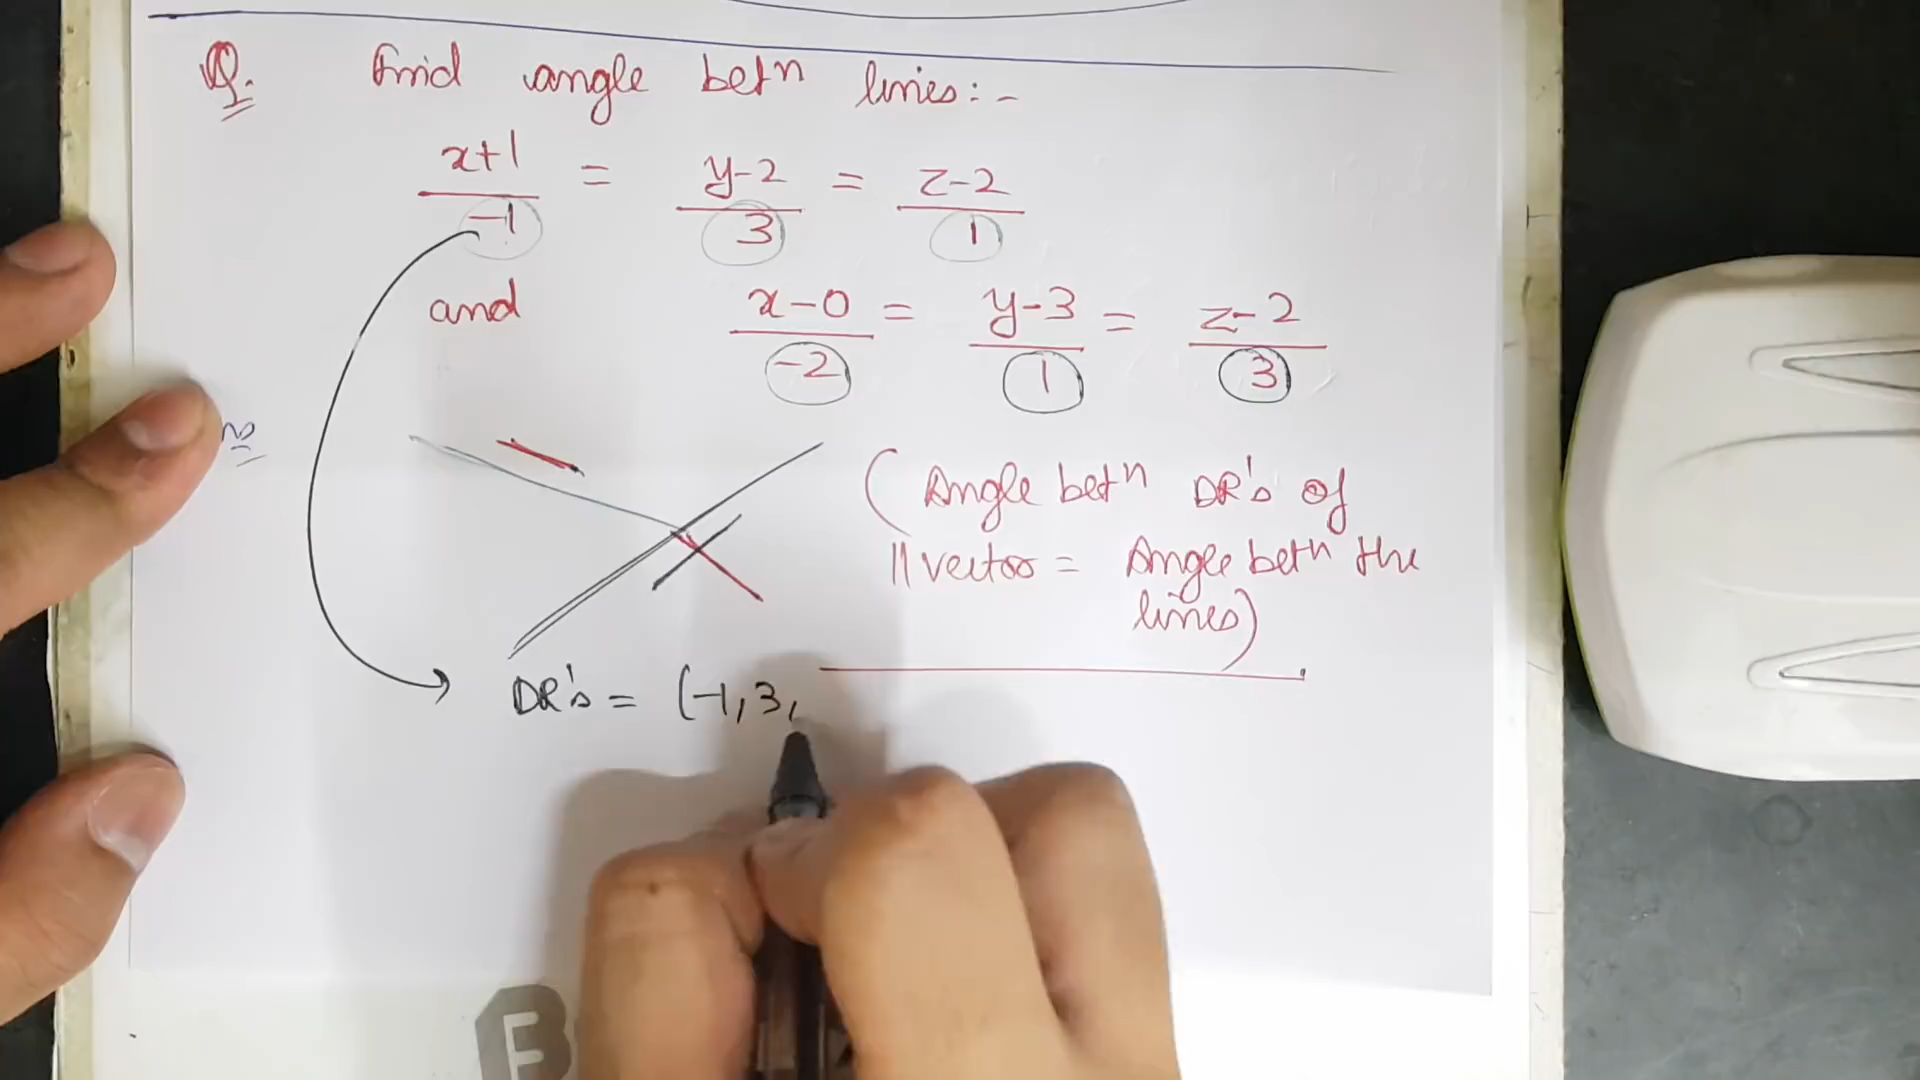 Q. Find angle betn lines:-
x+1/-1 = y-2/3 = z-2/1
and x-0/-2 = y-3/1 = z-2/3
(Angle betn DR's of
|| vector = Angle betn the
lines)
DR's = (-1, 3,